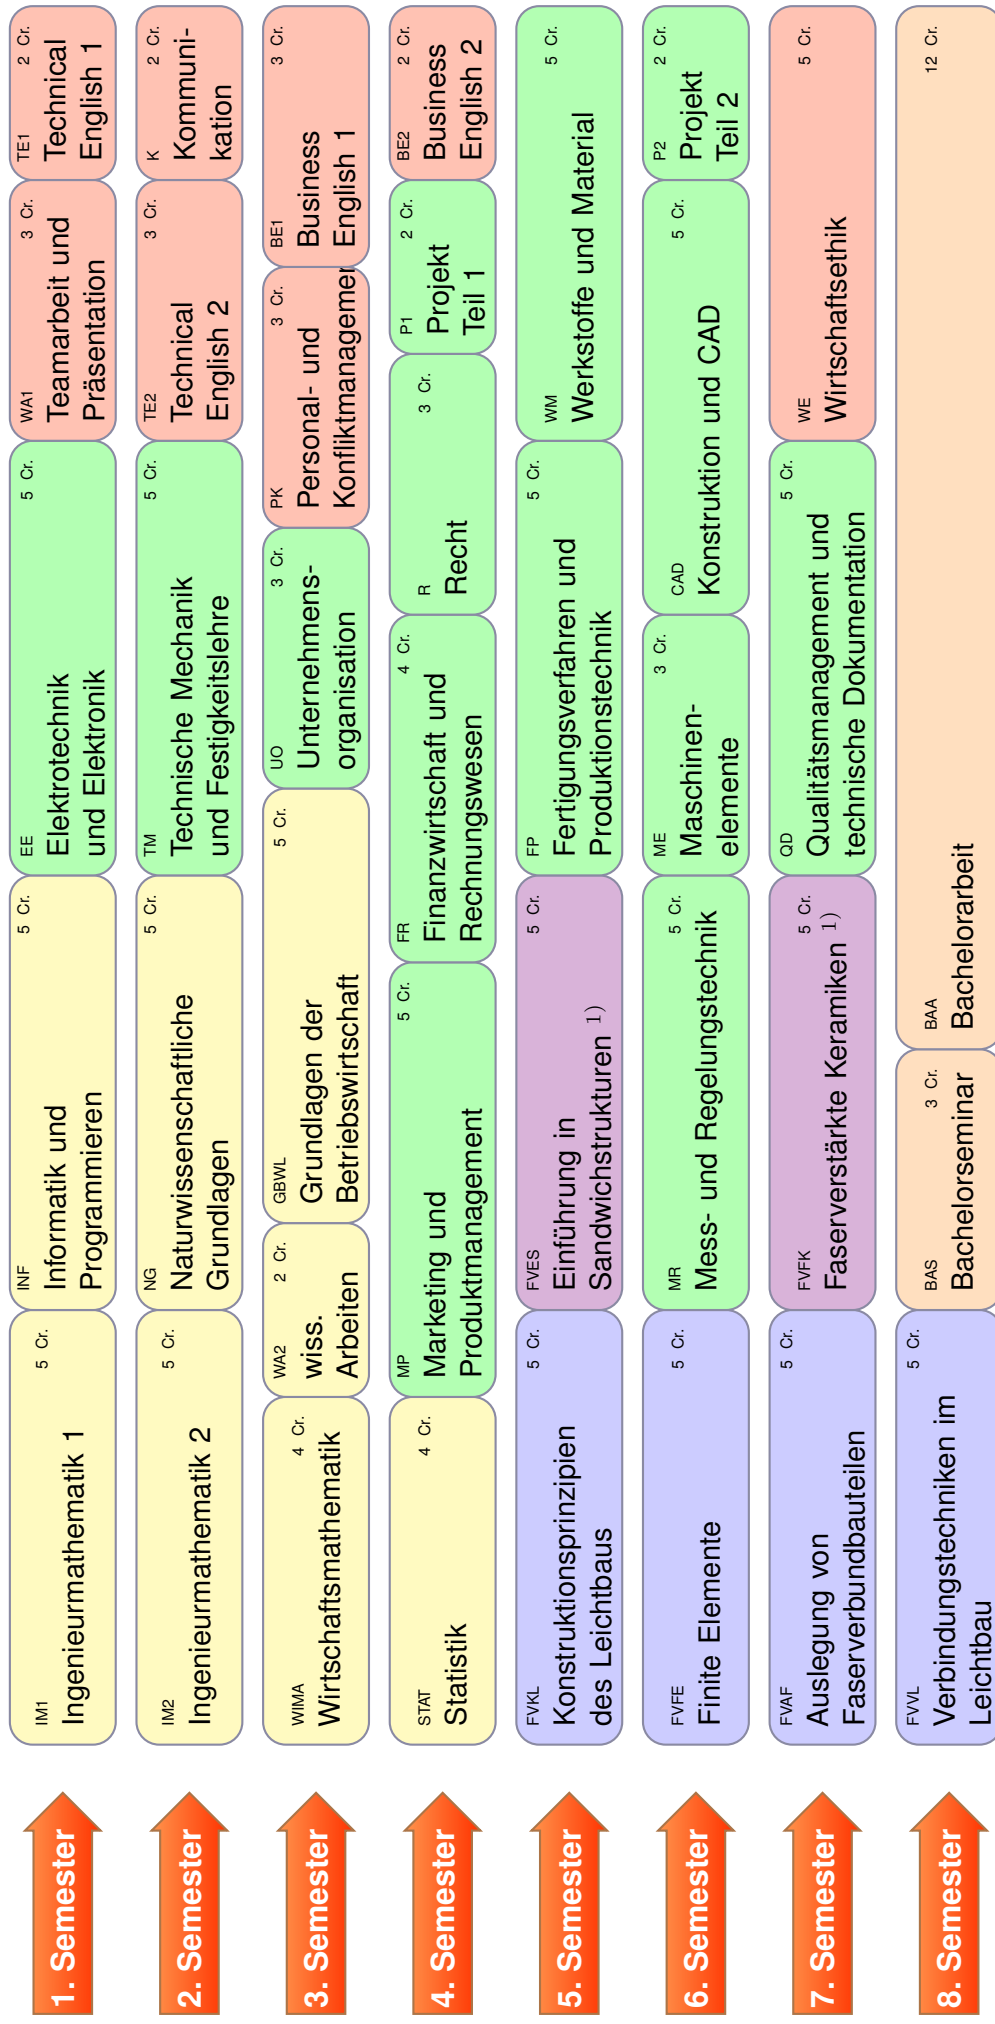 1. Semester
IM1
5 Cr.
Ingenieurmathematik 1
INF
5 Cr.
Informatik und
Programmieren
EE
5 Cr.
Elektrotechnik
und Elektronik
WA1
3 Cr.
Teamarbeit und
Präsentation
TE1
2 Cr.
Technical
English 1
2. Semester
IM2
5 Cr.
Ingenieurmathematik 2
NG
5 Cr.
Naturwissenschaftliche
Grundlagen
TM
5 Cr.
Technische Mechanik
und Festigkeitslehre
TE2
3 Cr.
Technical
English 2
K
2 Cr.
Kommuni-
kation
3. Semester
WIMA
4 Cr.
Wirtschaftsmathematik
WA2
2 Cr.
wiss.
Arbeiten
GBWL
5 Cr.
Grundlagen der
Betriebswirtschaft
UO
3 Cr.
Unternehmens-
organisation
PK
3 Cr.
Personal- und
Konfliktmanagemen
BE1
3 Cr.
Business
English 1
4. Semester
STAT
4 Cr.
Statistik
MP
5 Cr.
Marketing und
Produktmanagement
FR
4 Cr.
Finanzwirtschaft und
Rechnungswesen
R
3 Cr.
Recht
P1
2 Cr.
Projekt
Teil 1
BE2
2 Cr.
Business
English 2
5. Semester
FVKL
5 Cr.
Konstruktionsprinzipien
des Leichtbaus
FVES
5 Cr.
Einführung in
Sandwichstrukturen 1)
FP
5 Cr.
Fertigungsverfahren und
Produktionstechnik
WM
5 Cr.
Werkstoffe und Material
6. Semester
FVFE
5 Cr.
Finite Elemente
MR
5 Cr.
Mess- und Regelungstechnik
ME
3 Cr.
Maschinen-
elemente
CAD
5 Cr.
Konstruktion und CAD
P2
2 Cr.
Projekt
Teil 2
7. Semester
FVAF
5 Cr.
Auslegung von
Faserverbundbauteilen
FVFK
5 Cr.
Faserverstärkte Keramiken 1)
QD
5 Cr.
Qualitätsmanagement und
technische Dokumentation
WE
5 Cr.
Wirtschaftsethik
8. Semester
FVVL
5 Cr.
Verbindungstechniken im
Leichtbau
BAS
3 Cr.
Bachelorseminar
BAA
12 Cr.
Bachelorarbeit